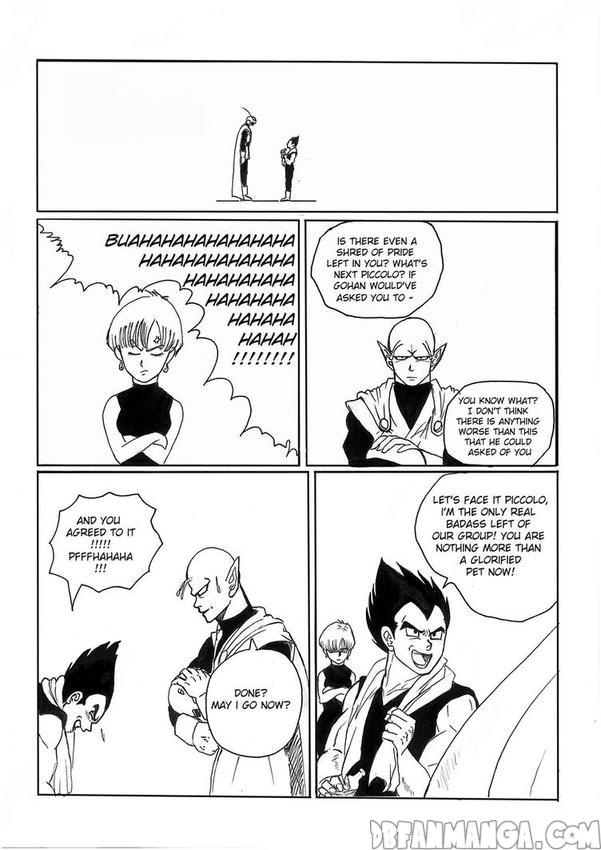 BUAHAHAHAHAHAHAHA
HAHAHAHAHAHAHA
HAHAHAHAHA
HAHAHAHA
HAHAHA
HAHAH
!!!!!!!!!
IS THERE EVEN A
SHRED OF PRIDE
LEFT IN YOU? WHAT'S
NEXT PICCOLO? IF
GOHAN WOULD'VE
ASKED YOU TO -
YOU KNOW WHAT?
I DON'T THINK
THERE IS ANYTHING
WORSE THAN THIS
THAT HE COULD
ASKED OF YOU
AND YOU
AGREED TO IT
!!!!!
PFFFHAHAHA
!!!
DONE?
MAY I GO NOW?
LET'S FACE IT PICCOLO,
I'M THE ONLY REAL
BADASS LEFT OF
OUR GROUP! YOU ARE
NOTHING MORE THAN
A GLORIFIED
PET NOW!
DBFANMANGA.COM